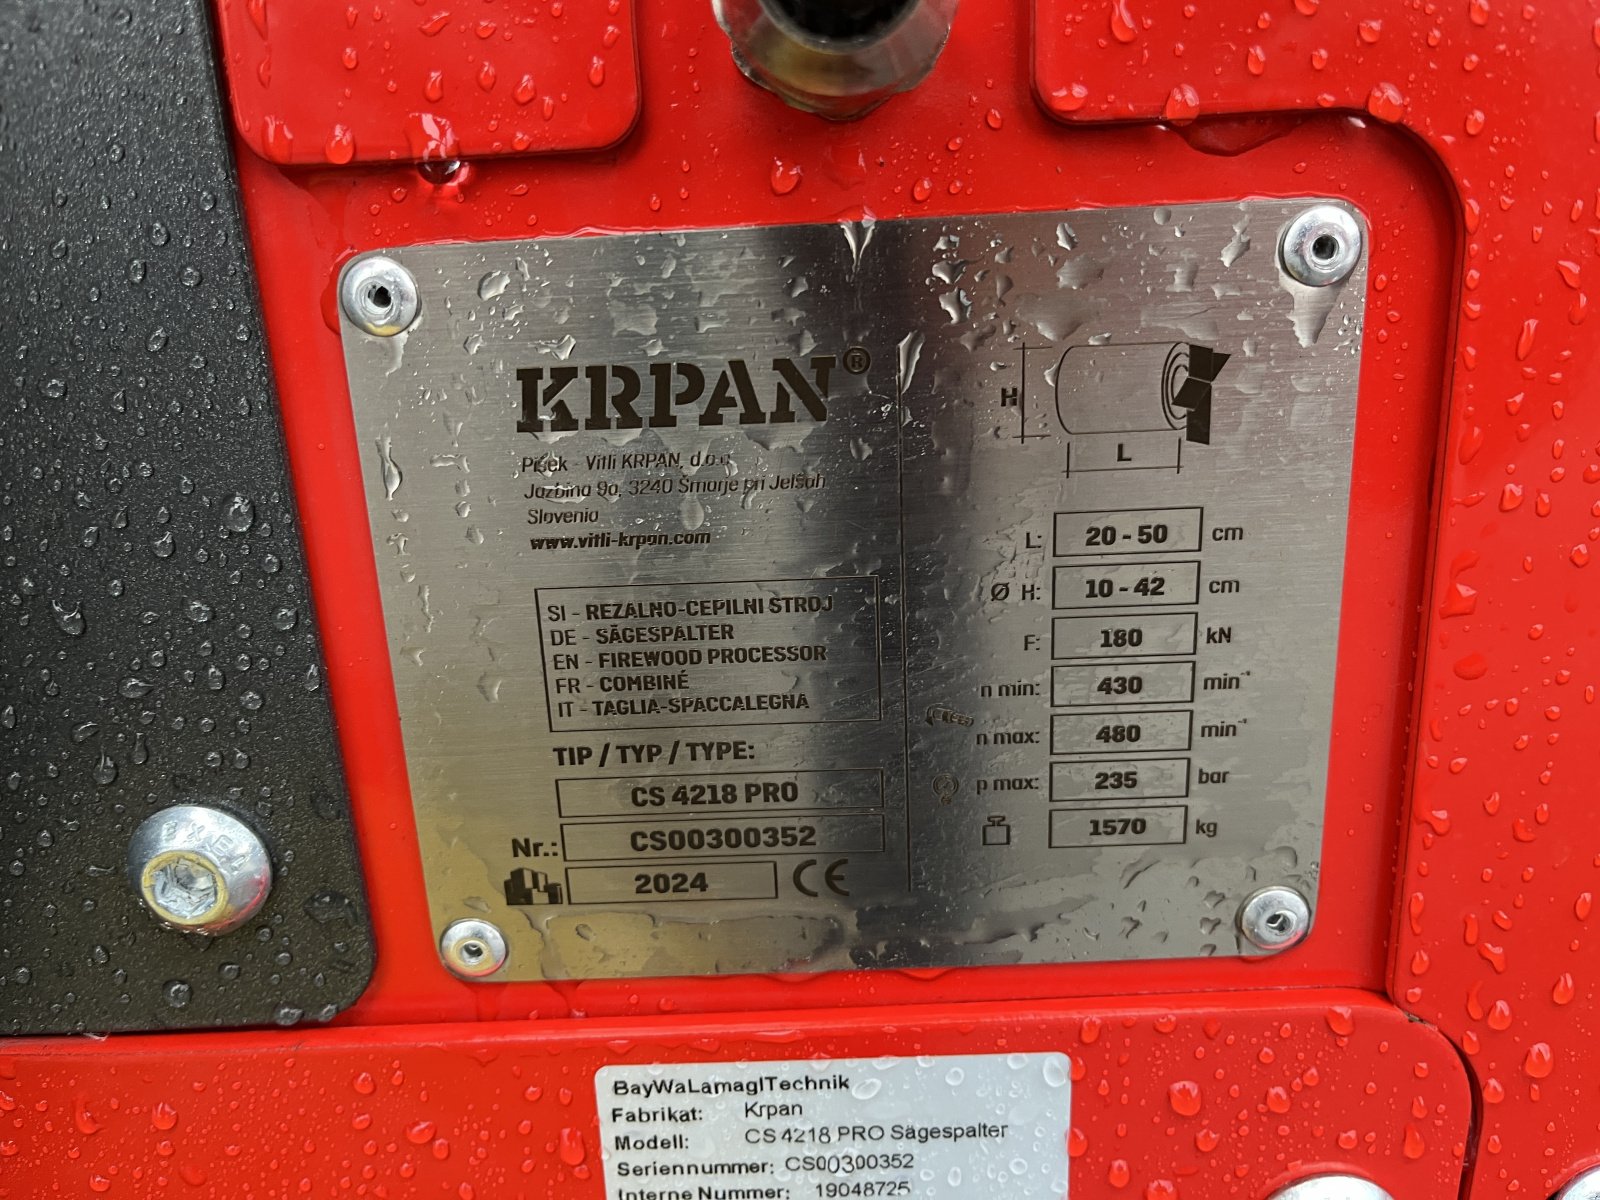 KRPAN®
Pišek - Vitli KRPAN, d.o.o.
Jazbina 9a, 3240 Šmarje pri Jelšah
Slovenia
www.vitli-krpan.com
SI - REZALNO-CEPILNI STROJ
DE - SÄGESPALTER
EN - FIREWOOD PROCESSOR
FR - COMBINÉ
IT - TAGLIA-SPACCALEGNA
TIP / TYP / TYPE:
CS 4218 PRO
Nr.: CS00300352
2024 CE
H
L
L: 20 - 50 cm
Ø H: 10 - 42 cm
F: 180 kN
n min: 430 min⁻¹
n max: 480 min⁻¹
p max: 235 bar
1570 kg
BayWaLamaglTechnik
Fabrikat: Krpan
Modell: CS 4218 PRO Sägespalter
Seriennummer: CS00300352
Interne Nummer: 19048725